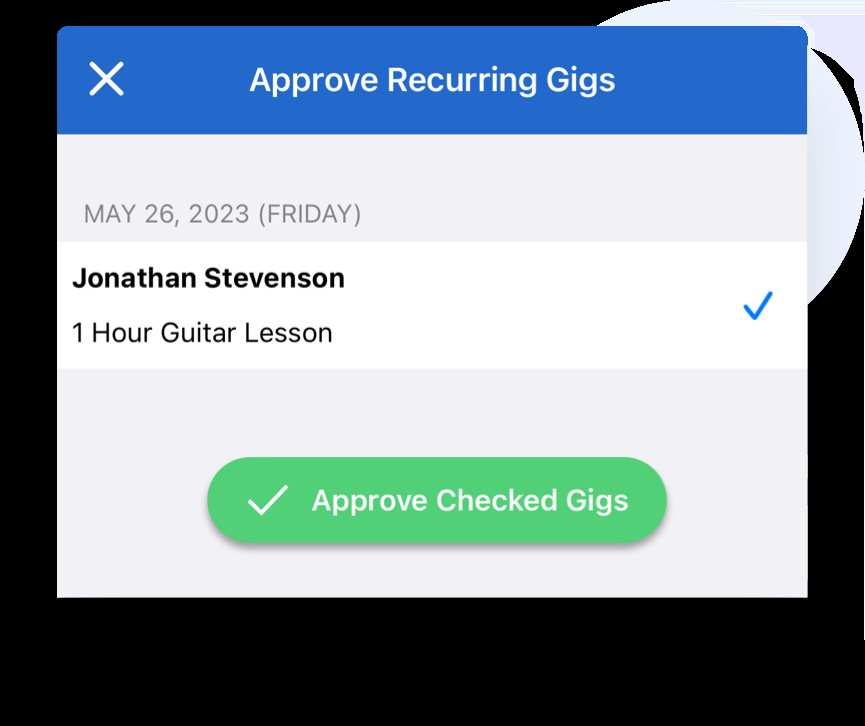 Approve Recurring Gigs
MAY 26, 2023 (FRIDAY)
Jonathan Stevenson
1 Hour Guitar Lesson
Approve Checked Gigs